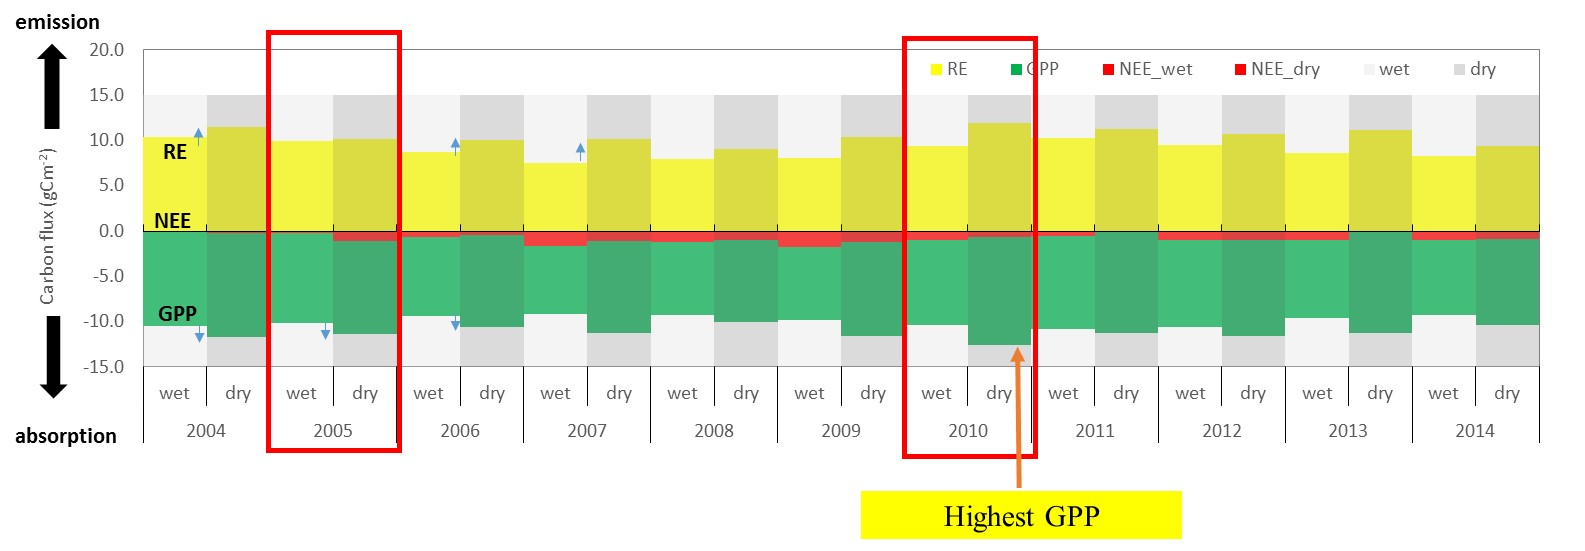 emission
20.0
RE GPP NEE_wet NEE_dry wet dry
15.0
10.0
RE
5.0
NEE
0.0
-5.0
GPP
-10.0
-15.0
Carbon flux (gCm-2)
wet dry wet dry wet dry wet dry wet dry wet dry wet dry wet dry wet dry wet dry wet dry
absorption
2004 2005 2006 2007 2008 2009 2010 2011 2012 2013 2014
Highest GPP